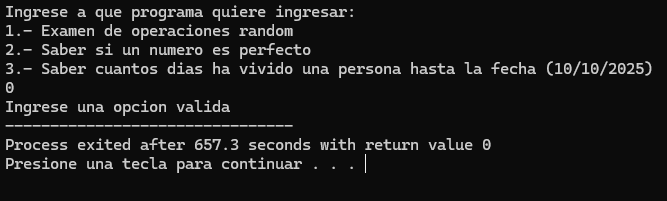 Ingrese a que programa quiere ingresar:
1.- Examen de operaciones random
2.- Saber si un numero es perfecto
3.- Saber cuantos dias ha vivido una persona hasta la fecha (10/10/2025)
0
Ingrese una opcion valida
--------------------------------
Process exited after 657.3 seconds with return value 0
Presione una tecla para continuar . . .